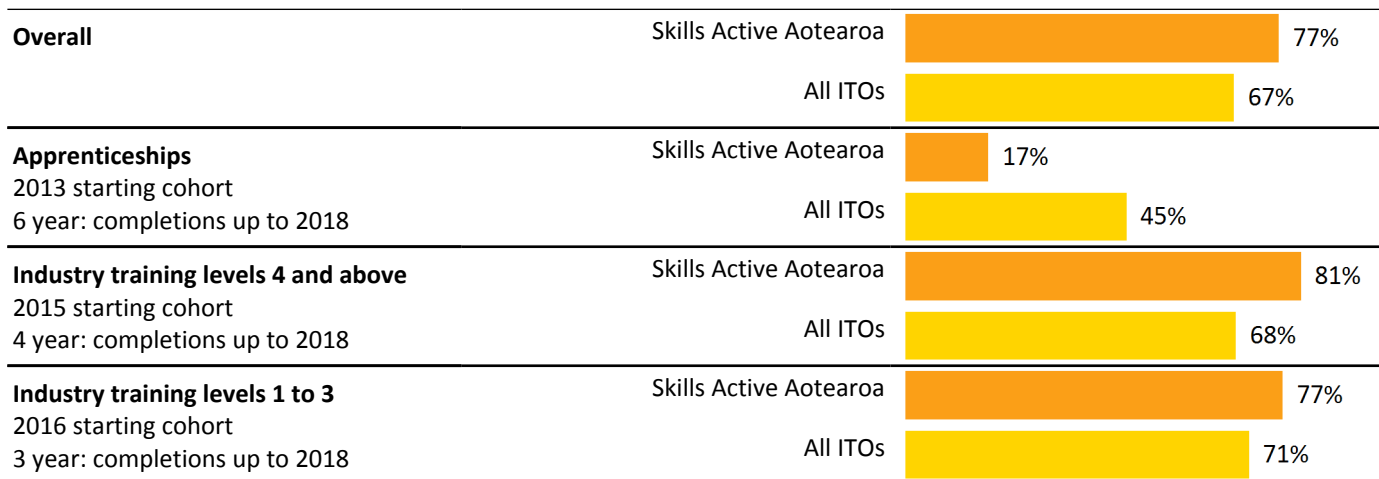 Overall Skills Active Aotearoa 77%
All ITOs 67%
Apprenticeships Skills Active Aotearoa 17%
2013 starting cohort
6 year: completions up to 2018 All ITOs 45%
Industry training levels 4 and above Skills Active Aotearoa 81%
2015 starting cohort
4 year: completions up to 2018 All ITOs 68%
Industry training levels 1 to 3 Skills Active Aotearoa 77%
2016 starting cohort
3 year: completions up to 2018 All ITOs 71%